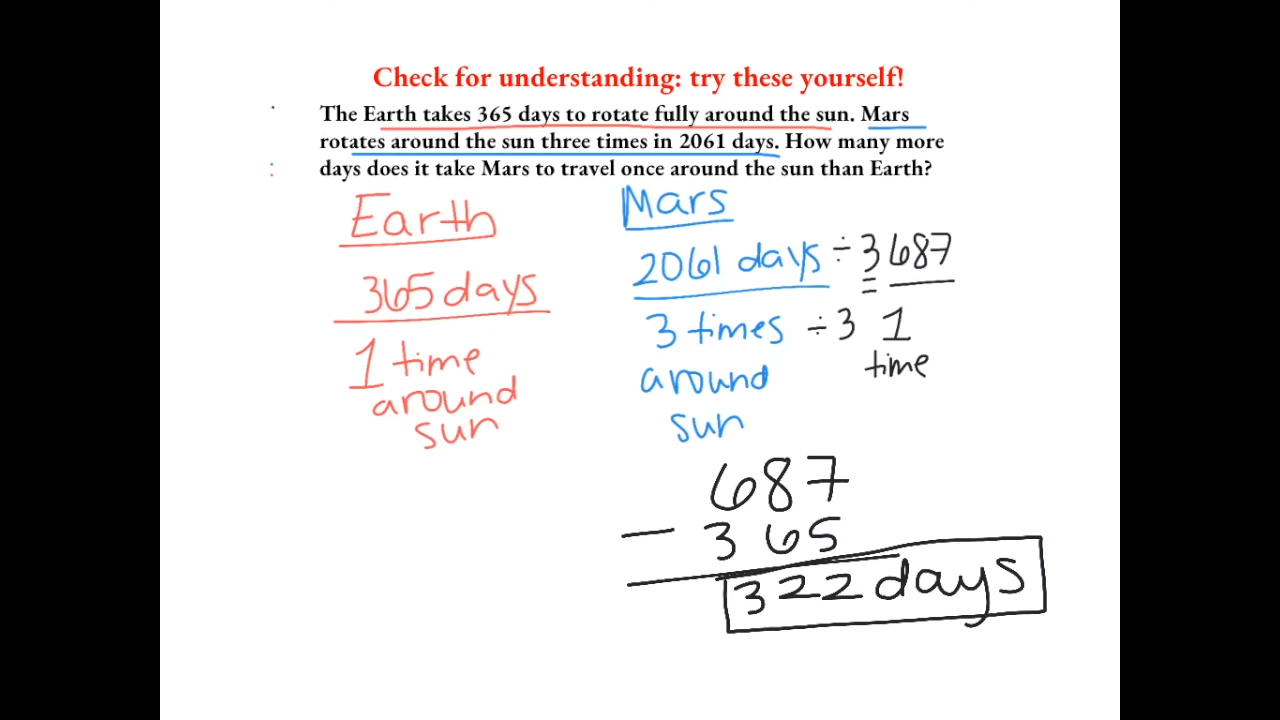 Check for understanding: try these yourself!
The Earth takes 365 days to rotate fully around the sun. Mars
rotates around the sun three times in 2061 days. How many more
days does it take Mars to travel once around the sun than Earth?
Earth
365 days
1 time
around
sun
Mars
2061 days ÷ 3 = 687
3 times ÷ 3 1
time
around
sun
687
- 365
322 days